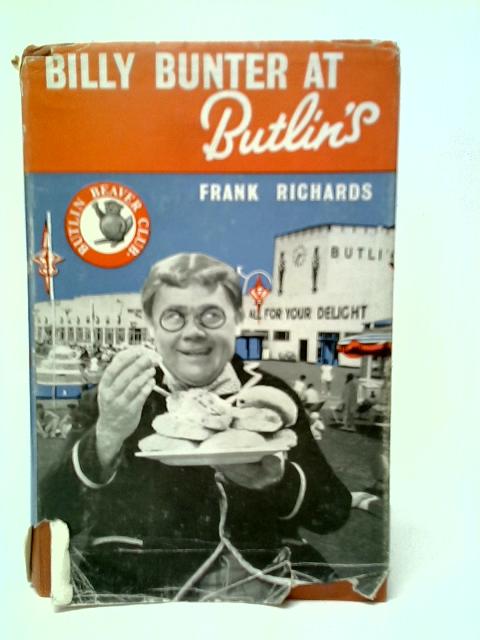 BILLY BUNTER AT
Butlin's
FRANK RICHARDS
BUTLIN BEAVER CLUB
BUTLI
ALL FOR YOUR DELIGHT